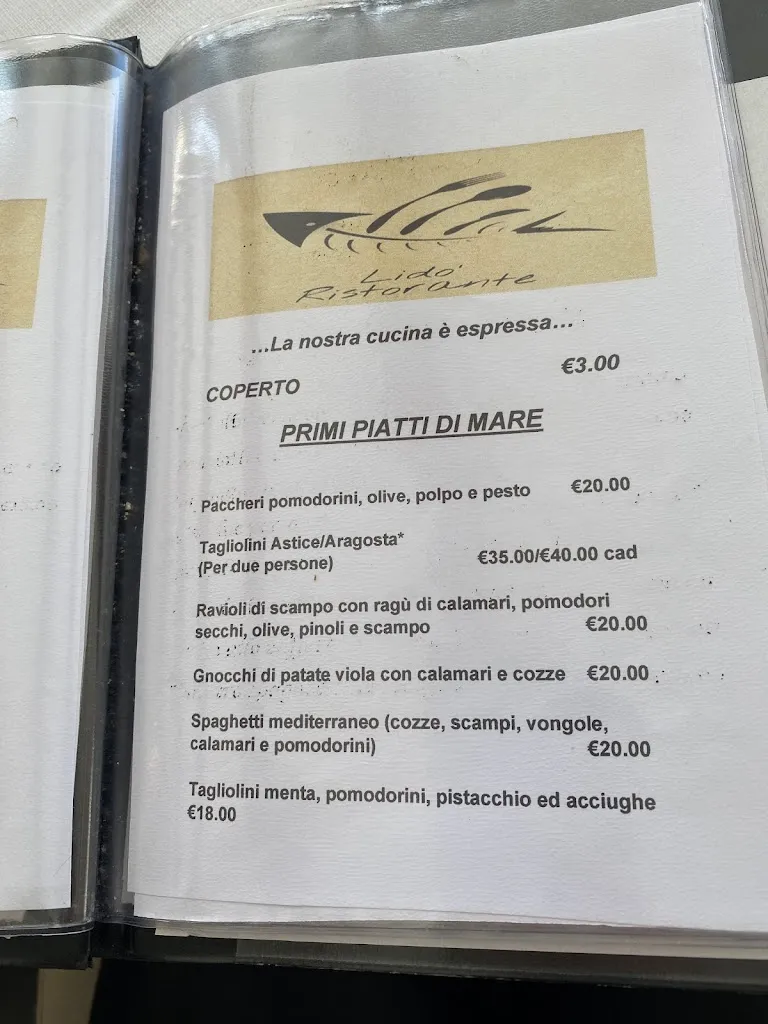 Lido
Ristorante
...La nostra cucina è espressa...
COPERTO €3.00
PRIMI PIATTI DI MARE
Paccheri pomodorini, olive, polpo e pesto €20.00
Tagliolini Astice/Aragosta*
(Per due persone) €35.00/€40.00 cad
Ravioli di scampo con ragù di calamari, pomodori
secchi, olive, pinoli e scampo €20.00
Gnocchi di patate viola con calamari e cozze €20.00
Spaghetti mediterraneo (cozze, scampi, vongole,
calamari e pomodorini) €20.00
Tagliolini menta, pomodorini, pistacchio ed acciughe
€18.00